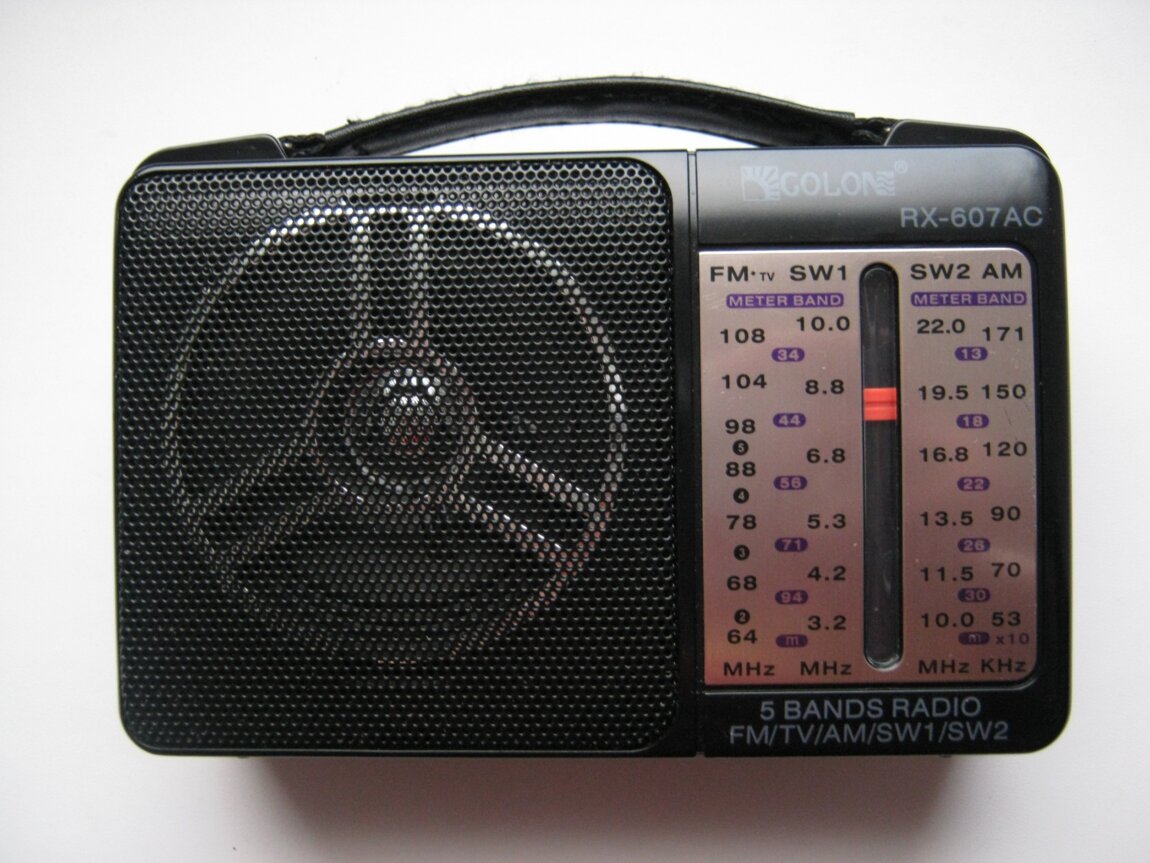 GOLON®
RX-607AC
FM•TV SW1 SW2 AM
METER BAND METER BAND
108 10.0 22.0 171
34 13
104 8.8 19.5 150
98 44 18
5
88 6.8 16.8 120
4 56 22
78 5.3 13.5 90
3 71 26
68 4.2 11.5 70
2 94 30
64 3.2 10.0 53
m m x10
MHz MHz MHz KHz
5 BANDS RADIO
FM/TV/AM/SW1/SW2